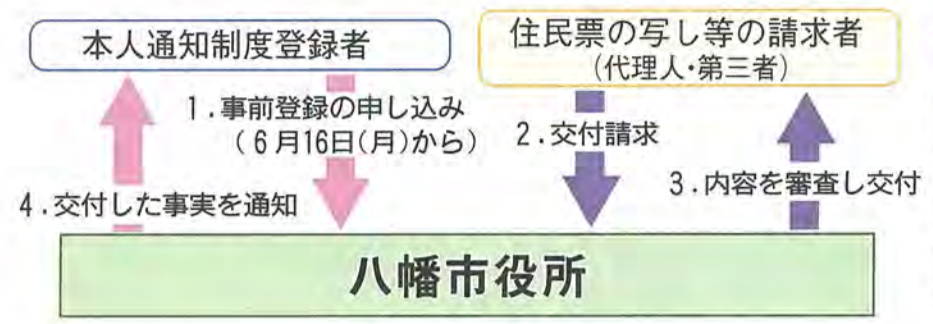 本人通知制度登録者
住民票の写し等の請求者
(代理人・第三者)
1.事前登録の申し込み
(6月16日(月)から)
2.交付請求
3.内容を審査し交付
4.交付した事実を通知
八幡市役所